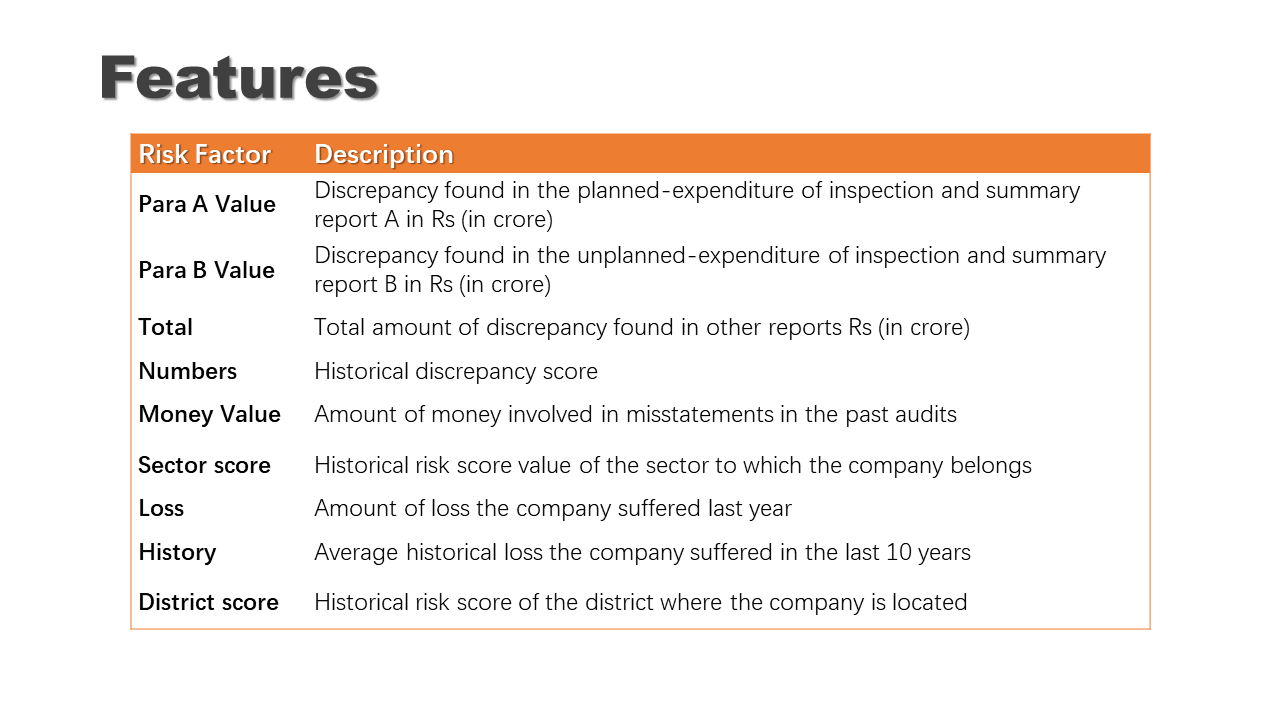 Features
Risk Factor Description
Para A Value Discrepancy found in the planned-expenditure of inspection and summary
report A in Rs (in crore)
Para B Value Discrepancy found in the unplanned-expenditure of inspection and summary
report B in Rs (in crore)
Total Total amount of discrepancy found in other reports Rs (in crore)
Numbers Historical discrepancy score
Money Value Amount of money involved in misstatements in the past audits
Sector score Historical risk score value of the sector to which the company belongs
Loss Amount of loss the company suffered last year
History Average historical loss the company suffered in the last 10 years
District score Historical risk score of the district where the company is located